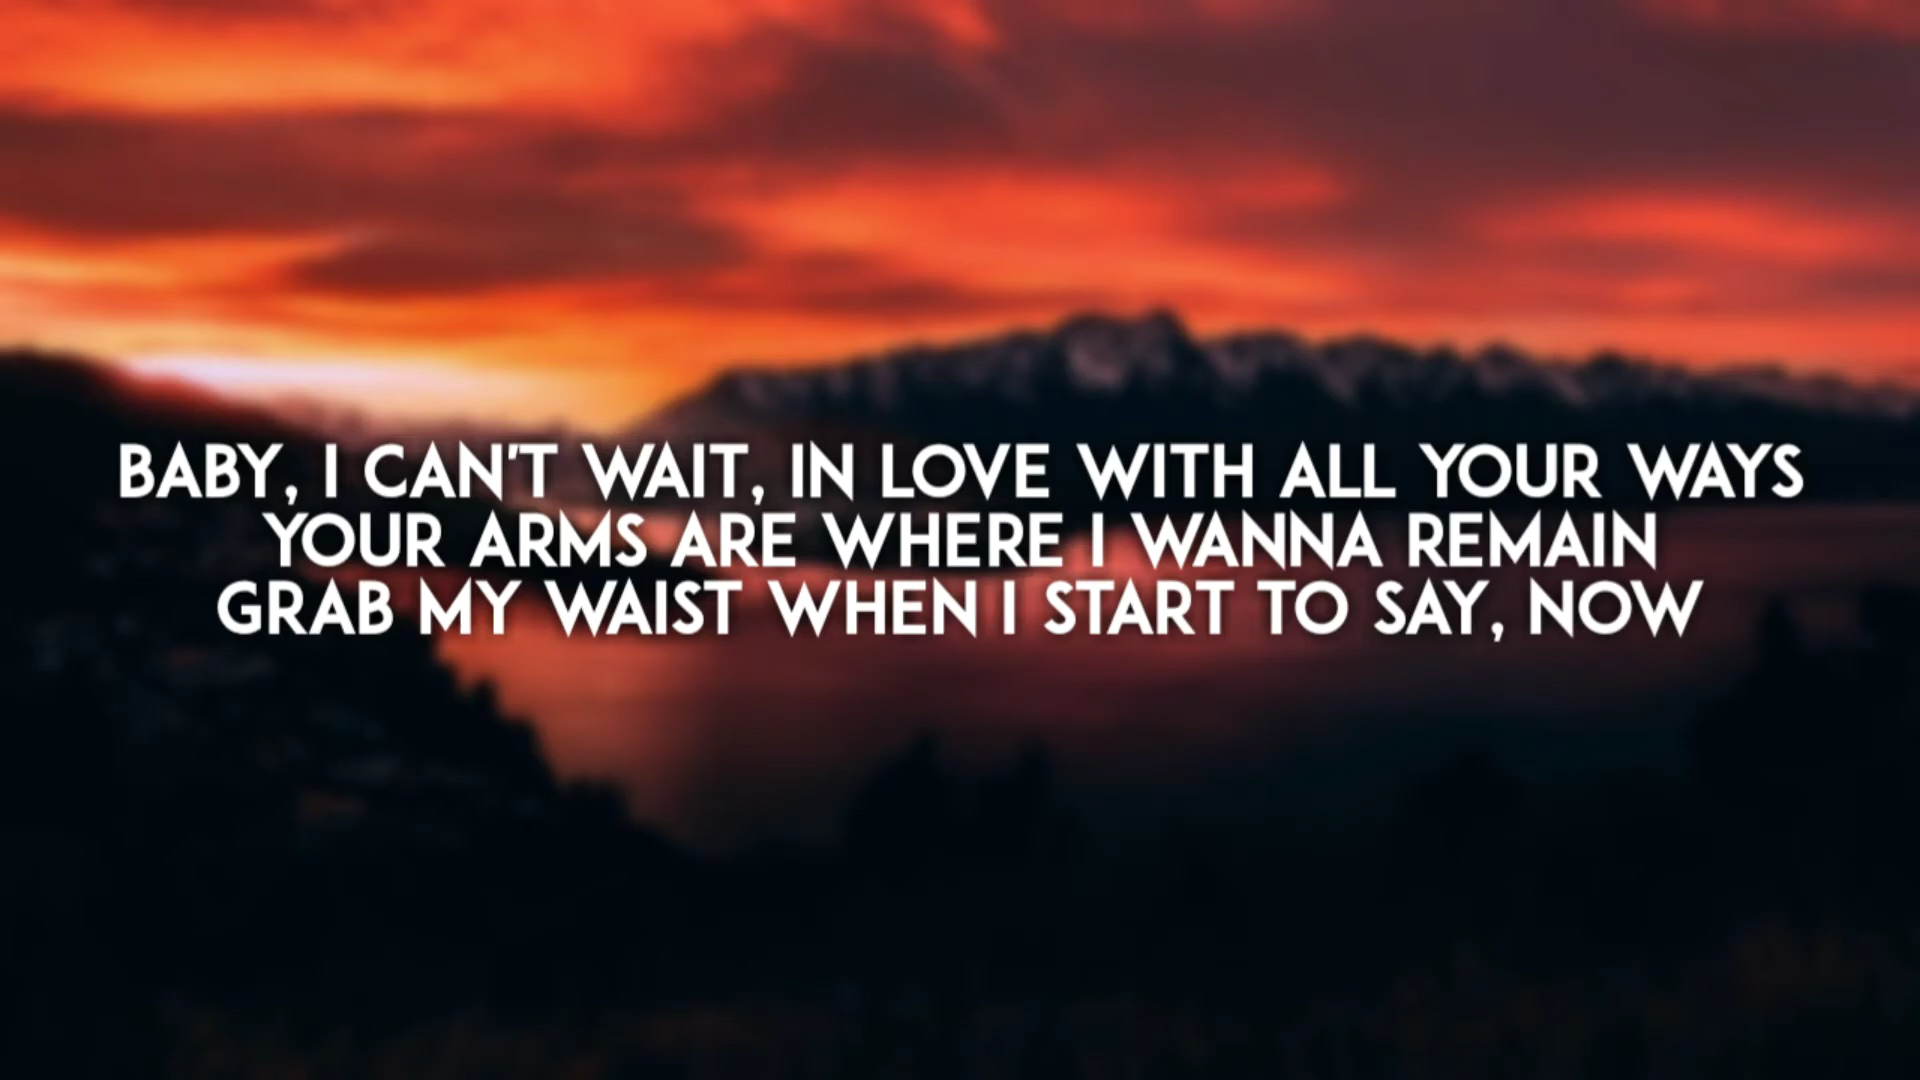 BABY, I CAN'T WAIT, IN LOVE WITH ALL YOUR WAYS
YOUR ARMS ARE WHERE I WANNA REMAIN
GRAB MY WAIST WHEN I START TO SAY, NOW